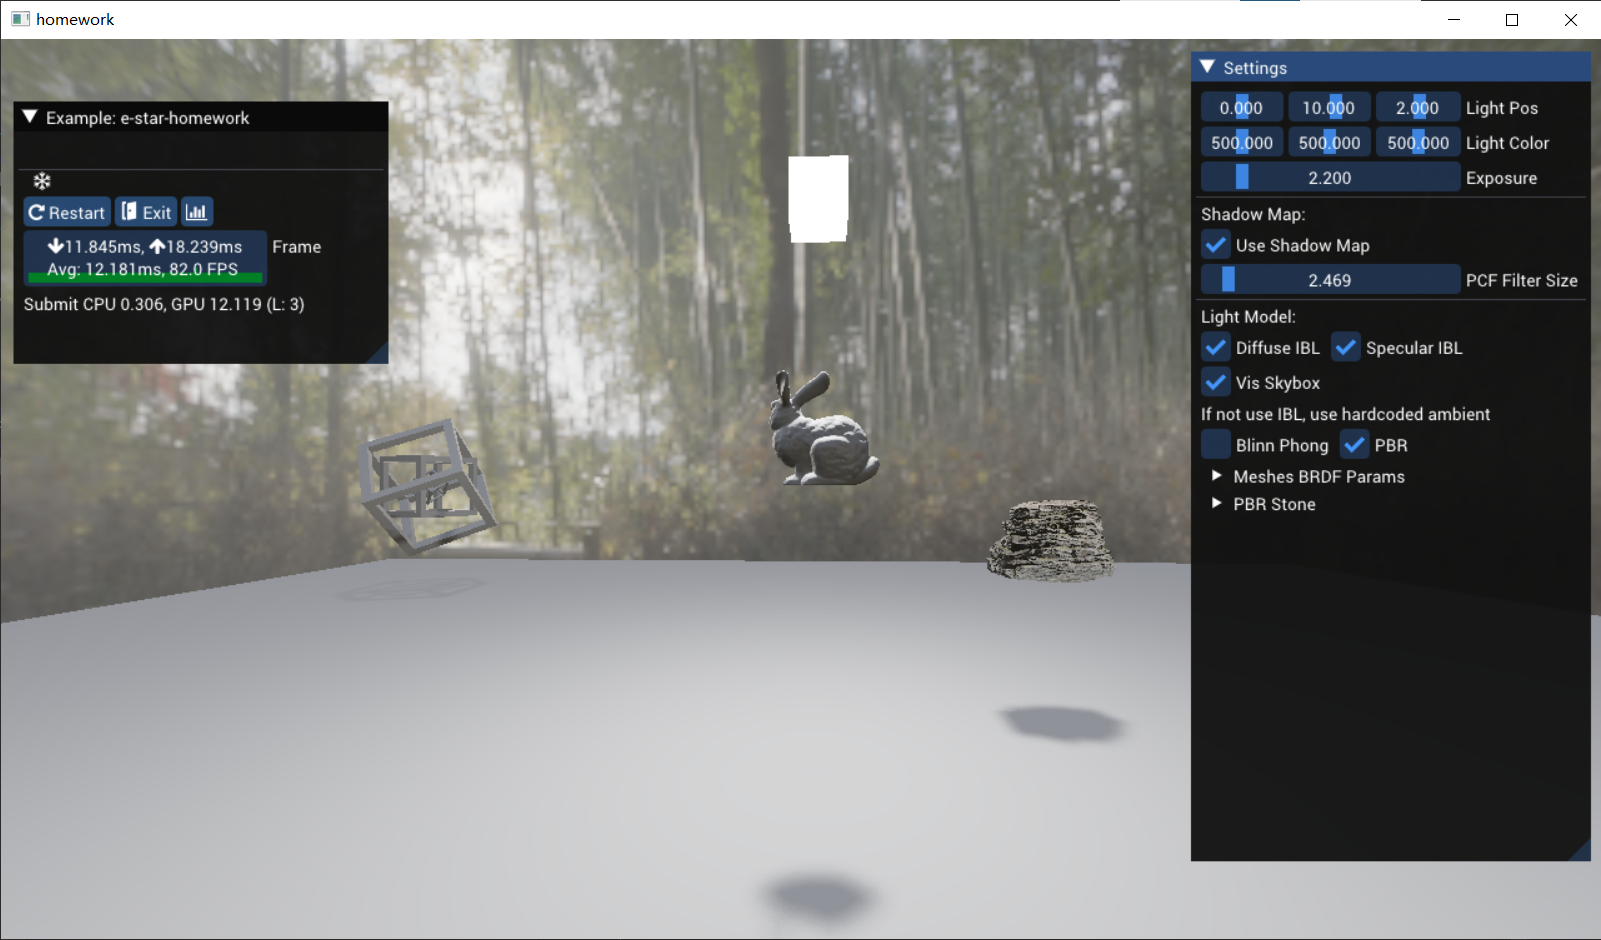 homework
Example: e-star-homework
Restart Exit
11.845ms, 18.239ms Frame
Avg: 12.181ms, 82.0 FPS
Submit CPU 0.306, GPU 12.119 (L: 3)
Settings
0.000 10.000 2.000 Light Pos
500.000 500.000 500.000 Light Color
2.200 Exposure
Shadow Map:
Use Shadow Map
2.469 PCF Filter Size
Light Model:
Diffuse IBL Specular IBL
Vis Skybox
If not use IBL, use hardcoded ambient
Blinn Phong PBR
Meshes BRDF Params
PBR Stone